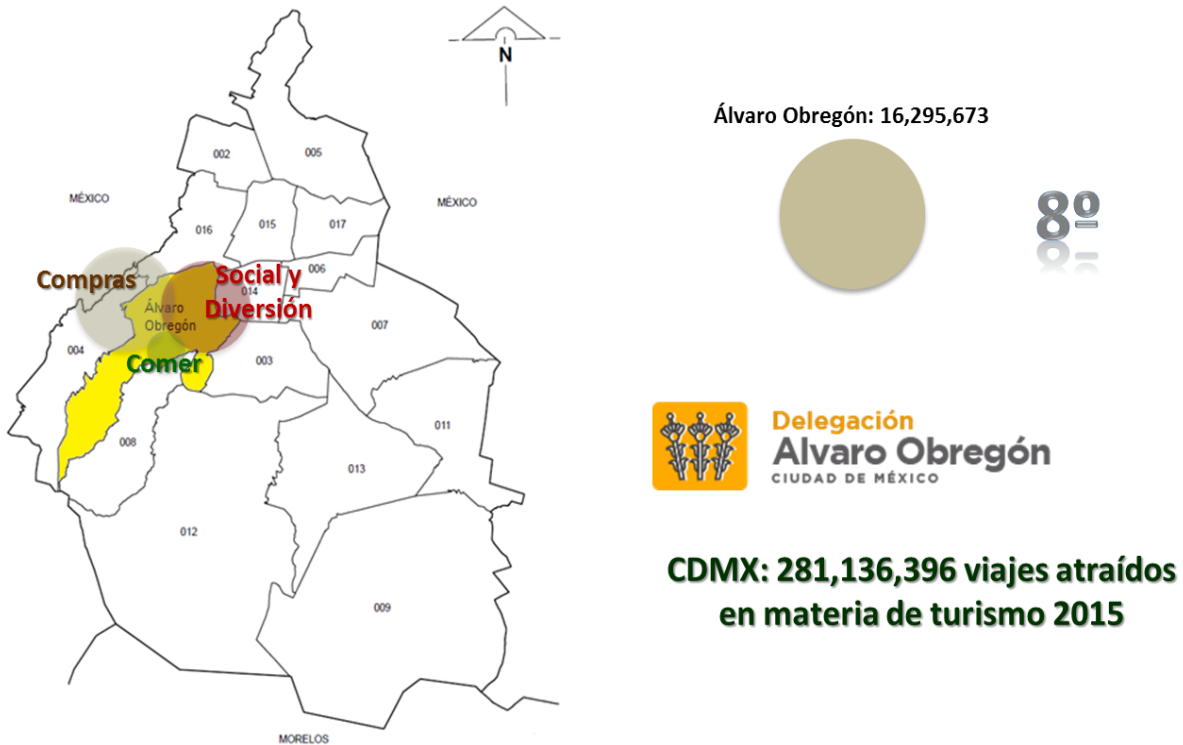 N
002
005
MÉXICO
MÉXICO
016
015
017
006
Compras
Social y
Diversión
014
Álvaro
Obregón
007
004
Comer
003
008
011
013
012
009
MORELOS
Álvaro Obregón: 16,295,673
8º
Delegación
Alvaro Obregón
CIUDAD DE MÉXICO
CDMX: 281,136,396 viajes atraídos
en materia de turismo 2015